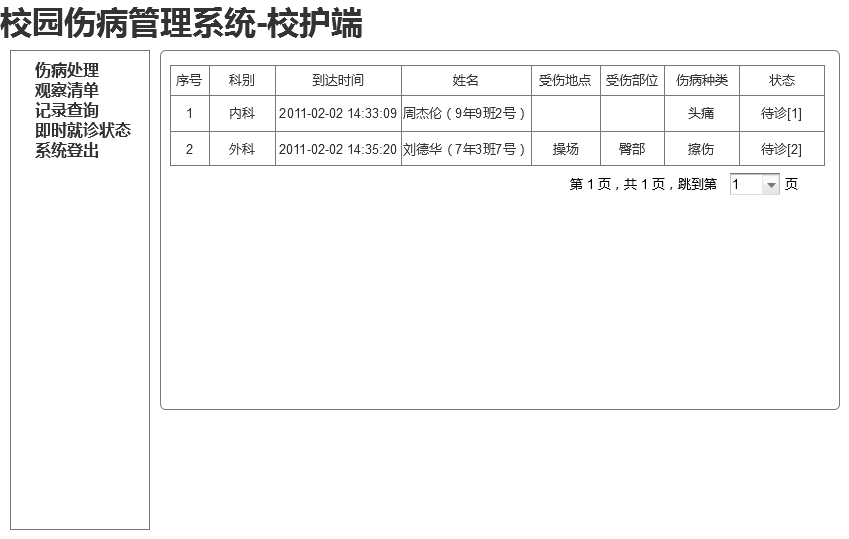 校园伤病管理系统-校护端
伤病处理
观察清单
记录查询
即时就诊状态
系统登出
序号 科别 到达时间 姓名 受伤地点 受伤部位 伤病种类 状态
1 内科 2011-02-02 14:33:09 周杰伦（9年9班2号） 头痛 待诊[1]
2 外科 2011-02-02 14:35:20 刘德华（7年3班7号） 操场 臀部 擦伤 待诊[2]
第 1 页，共 1 页，跳到第 1 页